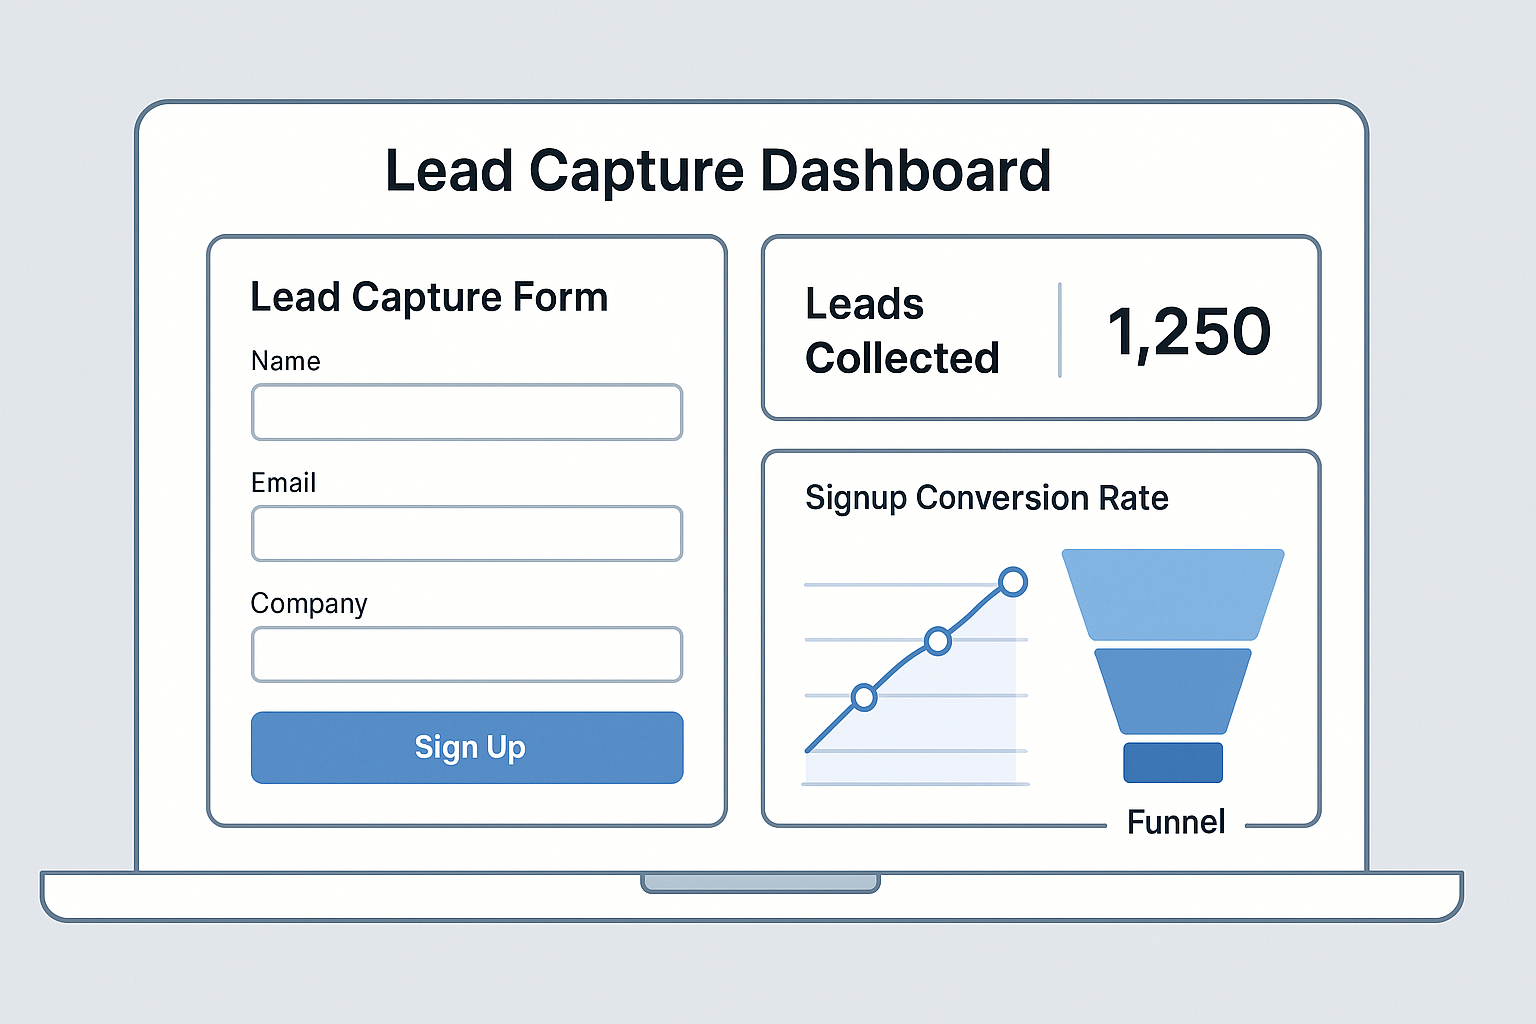 Lead Capture Dashboard
Lead Capture Form
Name
Email
Company
Sign Up
Leads
Collected
1,250
Signup Conversion Rate
Funnel